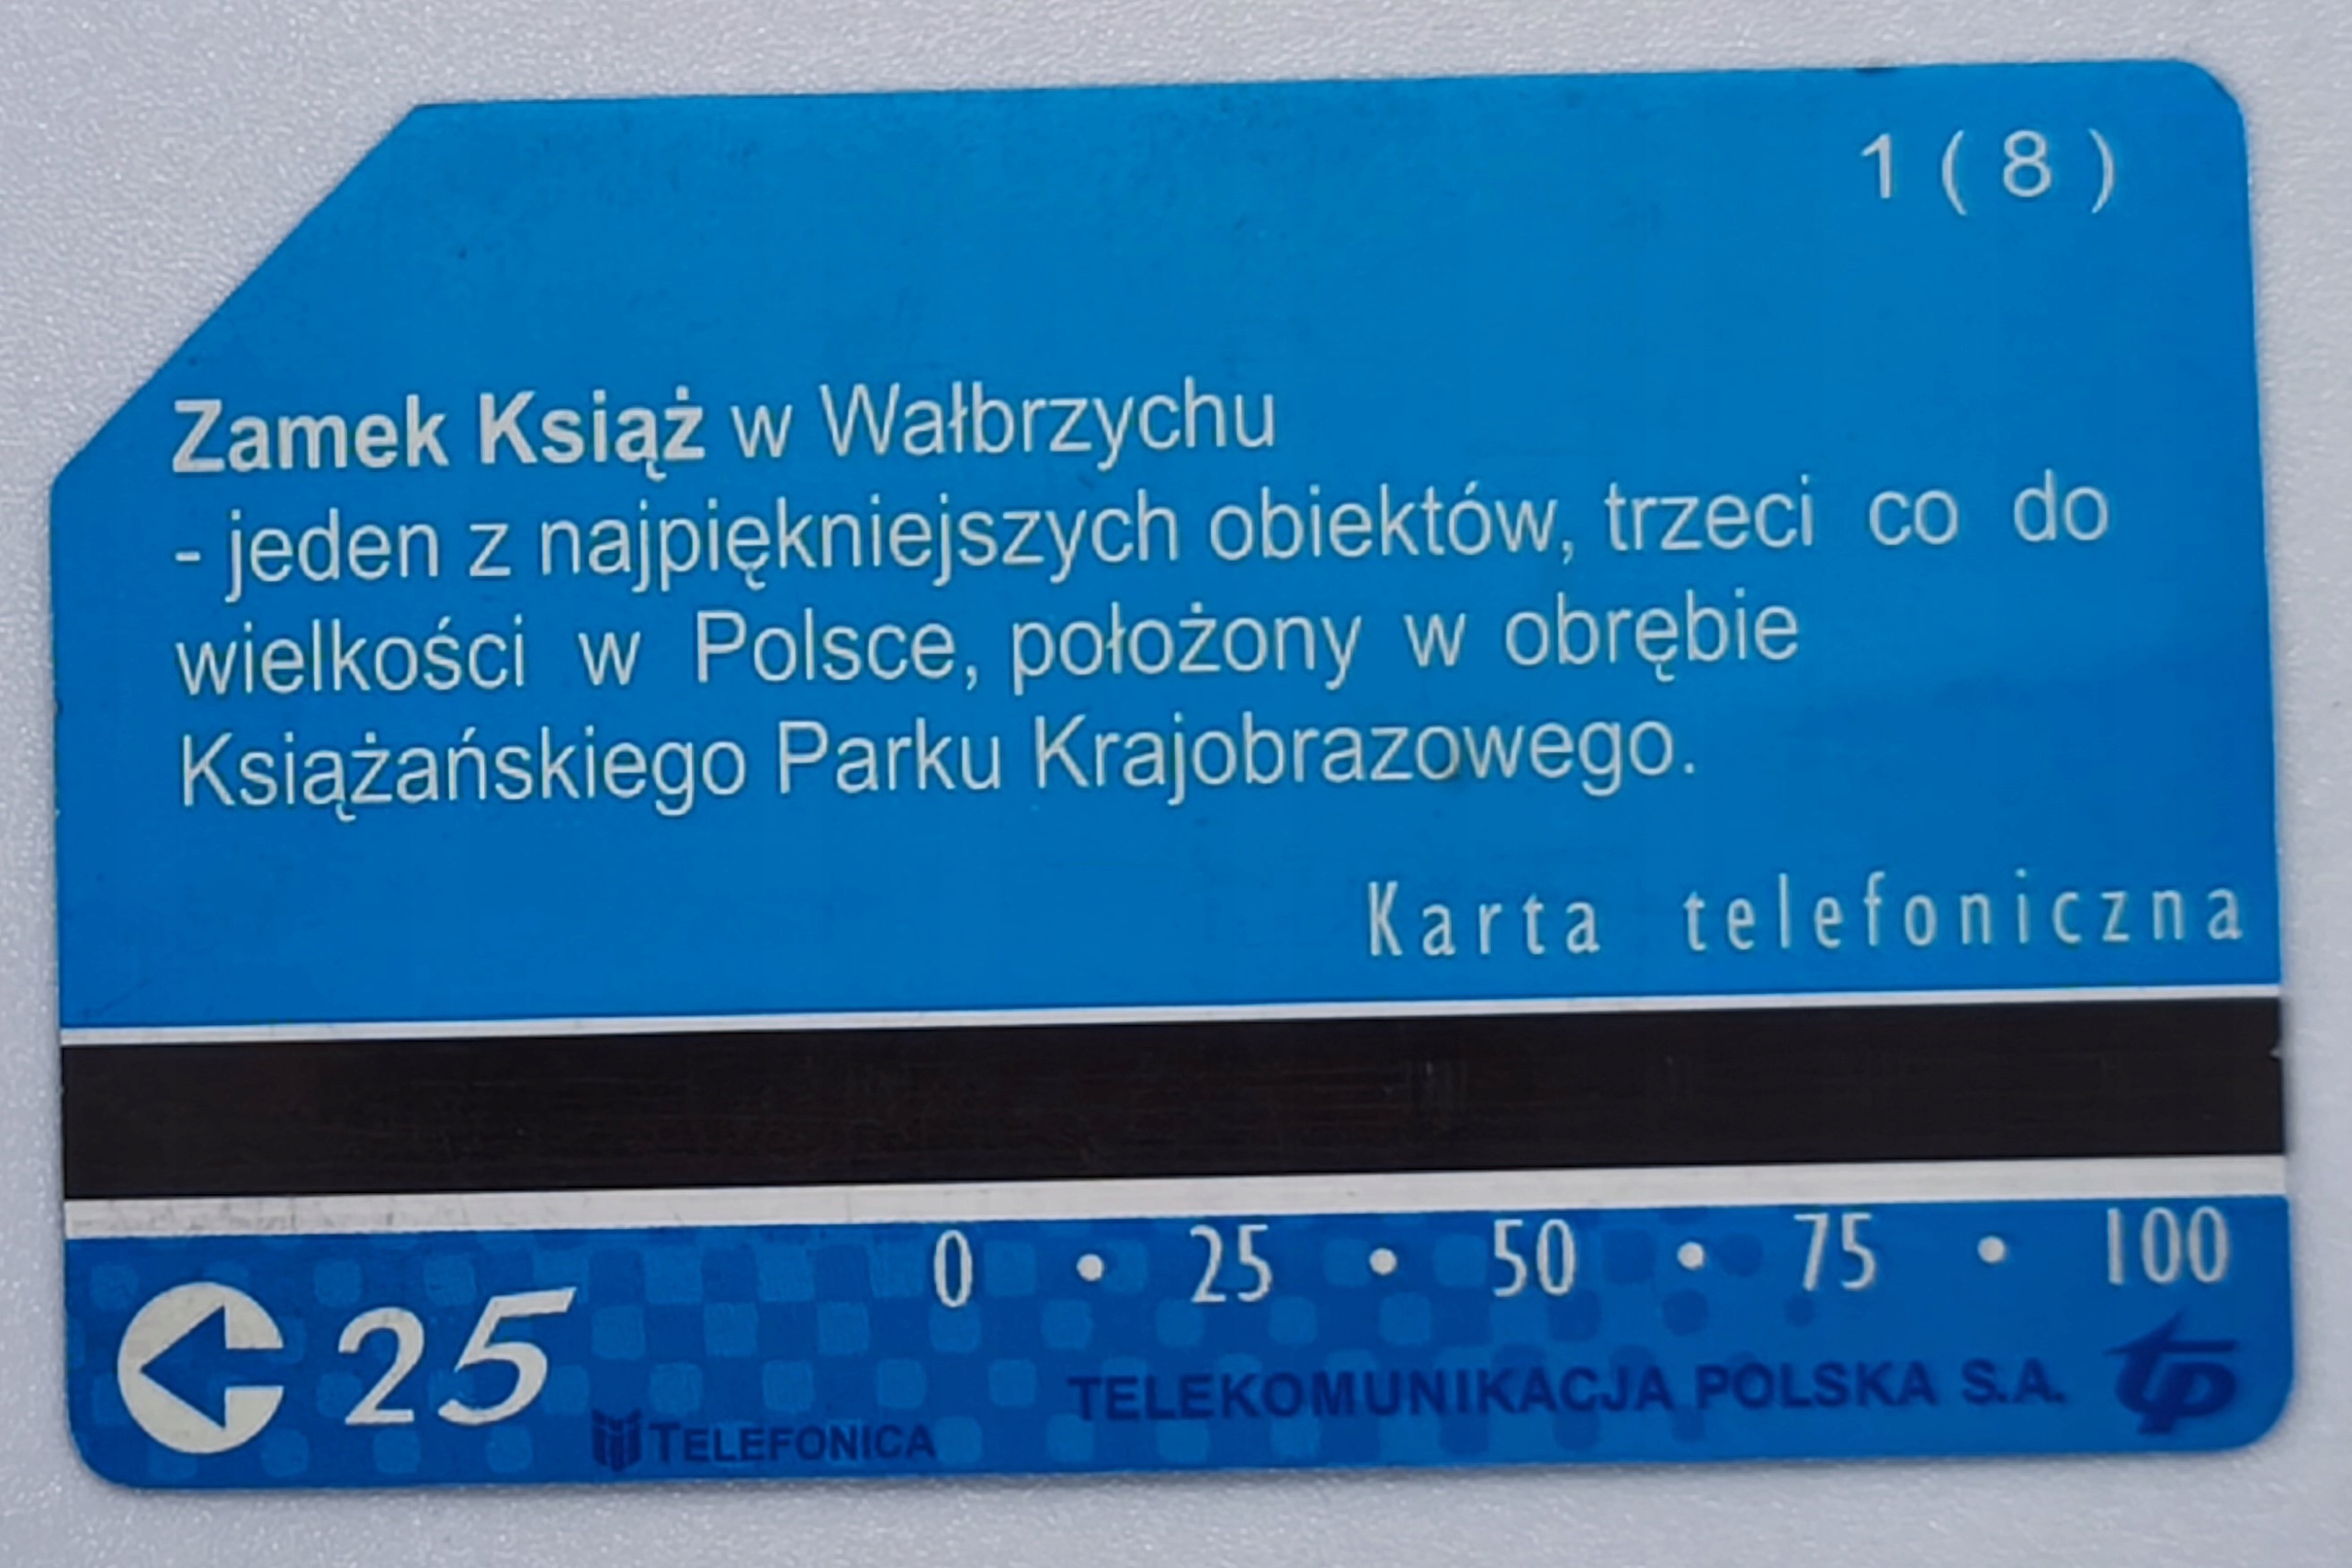 1 ( 8 )
Zamek Książ w Wałbrzychu
- jeden z najpiękniejszych obiektów, trzeci co do
wielkości w Polsce, położony w obrębie
Książańskiego Parku Krajobrazowego.
Karta telefoniczna
0 • 25 • 50 • 75 • 100
25
TELEFONICA
TELEKOMUNIKACJA POLSKA S.A. tp